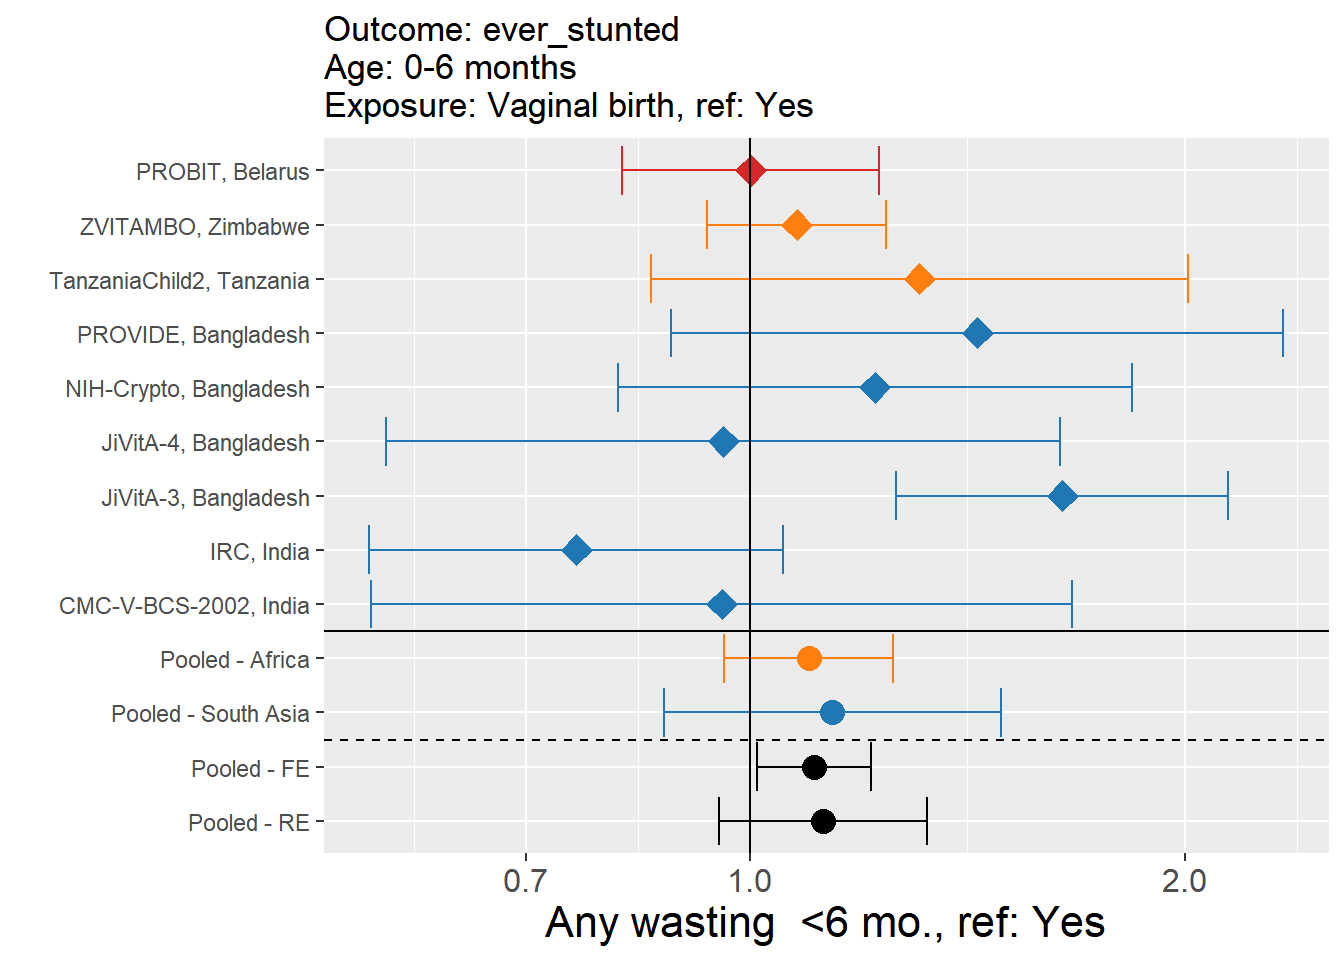 Outcome: ever_stunted
Age: 0-6 months
Exposure: Vaginal birth, ref: Yes
PROBIT, Belarus
ZVITAMBO, Zimbabwe
TanzaniaChild2, Tanzania
PROVIDE, Bangladesh
NIH-Crypto, Bangladesh
JiVitA-4, Bangladesh
JiVitA-3, Bangladesh
IRC, India
CMC-V-BCS-2002, India
Pooled - Africa
Pooled - South Asia
Pooled - FE
Pooled - RE
0.7 1.0 2.0
Any wasting  <6 mo., ref: Yes